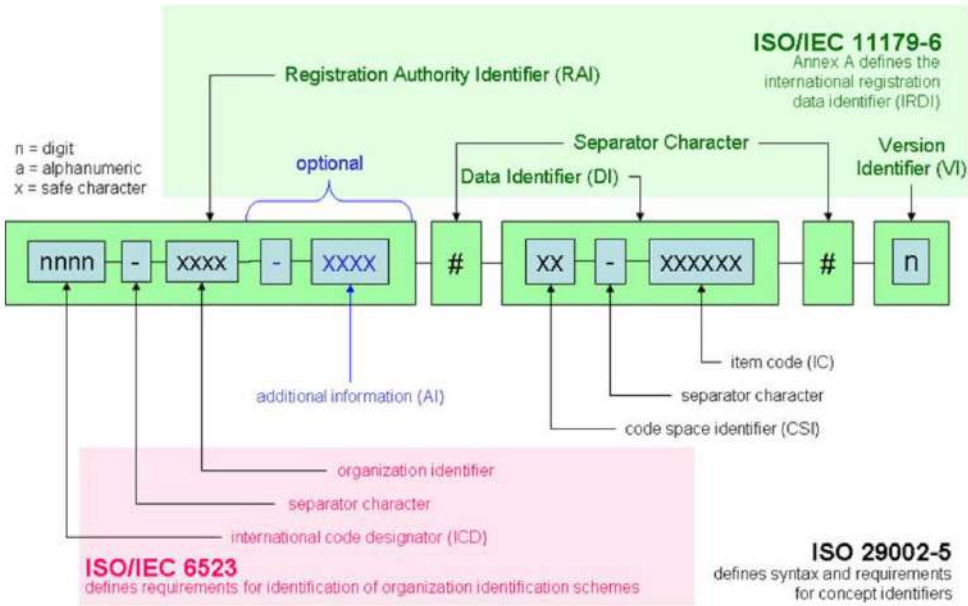 ISO/IEC 11179-6
Annex A defines the
international registration
data identifier (IRDI)
Registration Authority Identifier (RAI)
n = digit
a = alphanumeric
x = safe character
optional
Separator Character
Data Identifier (DI)
Version
Identifier (VI)
nnnn - xxxx - xxxx # xx - xxxxxx # n
item code (IC)
additional information (AI)
separator character
code space identifier (CSI)
organization identifier
separator character
international code designator (ICD)
ISO/IEC 6523
defines requirements for identification of organization identification schemes
ISO 29002-5
defines syntax and requirements
for concept identifiers